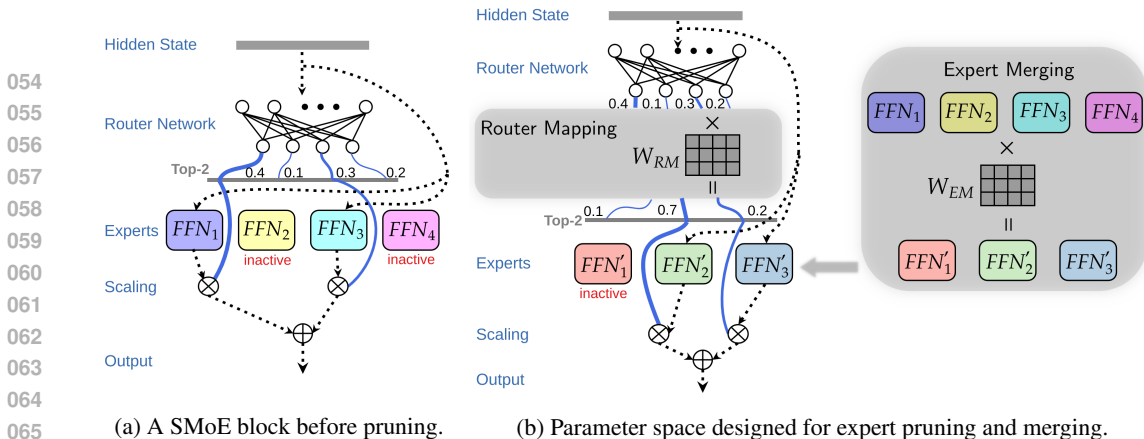 Hidden State
054
055
056
057
058
059
060
061
062
063
064
065
Router Network
Top-2
0.4
0.1
0.3
0.2
Experts
FFN1
FFN2
FFN3
FFN4
inactive
inactive
Scaling
Output
(a) A SMoE block before pruning.
Hidden State
Router Network
0.4
0.1
0.3
0.2
Router Mapping
×
W_RM
=
Top-2
0.1
0.7
0.2
Experts
FFN′1
FFN′2
FFN′3
inactive
Scaling
Output
Expert Merging
FFN1
FFN2
FFN3
FFN4
×
W_EM
=
FFN′1
FFN′2
FFN′3
(b) Parameter space designed for expert pruning and merging.